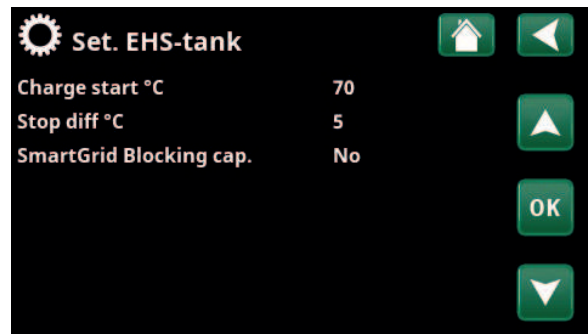 Set. EHS-tank
Charge start °C 70
Stop diff °C 5
SmartGrid Blocking cap. No
OK